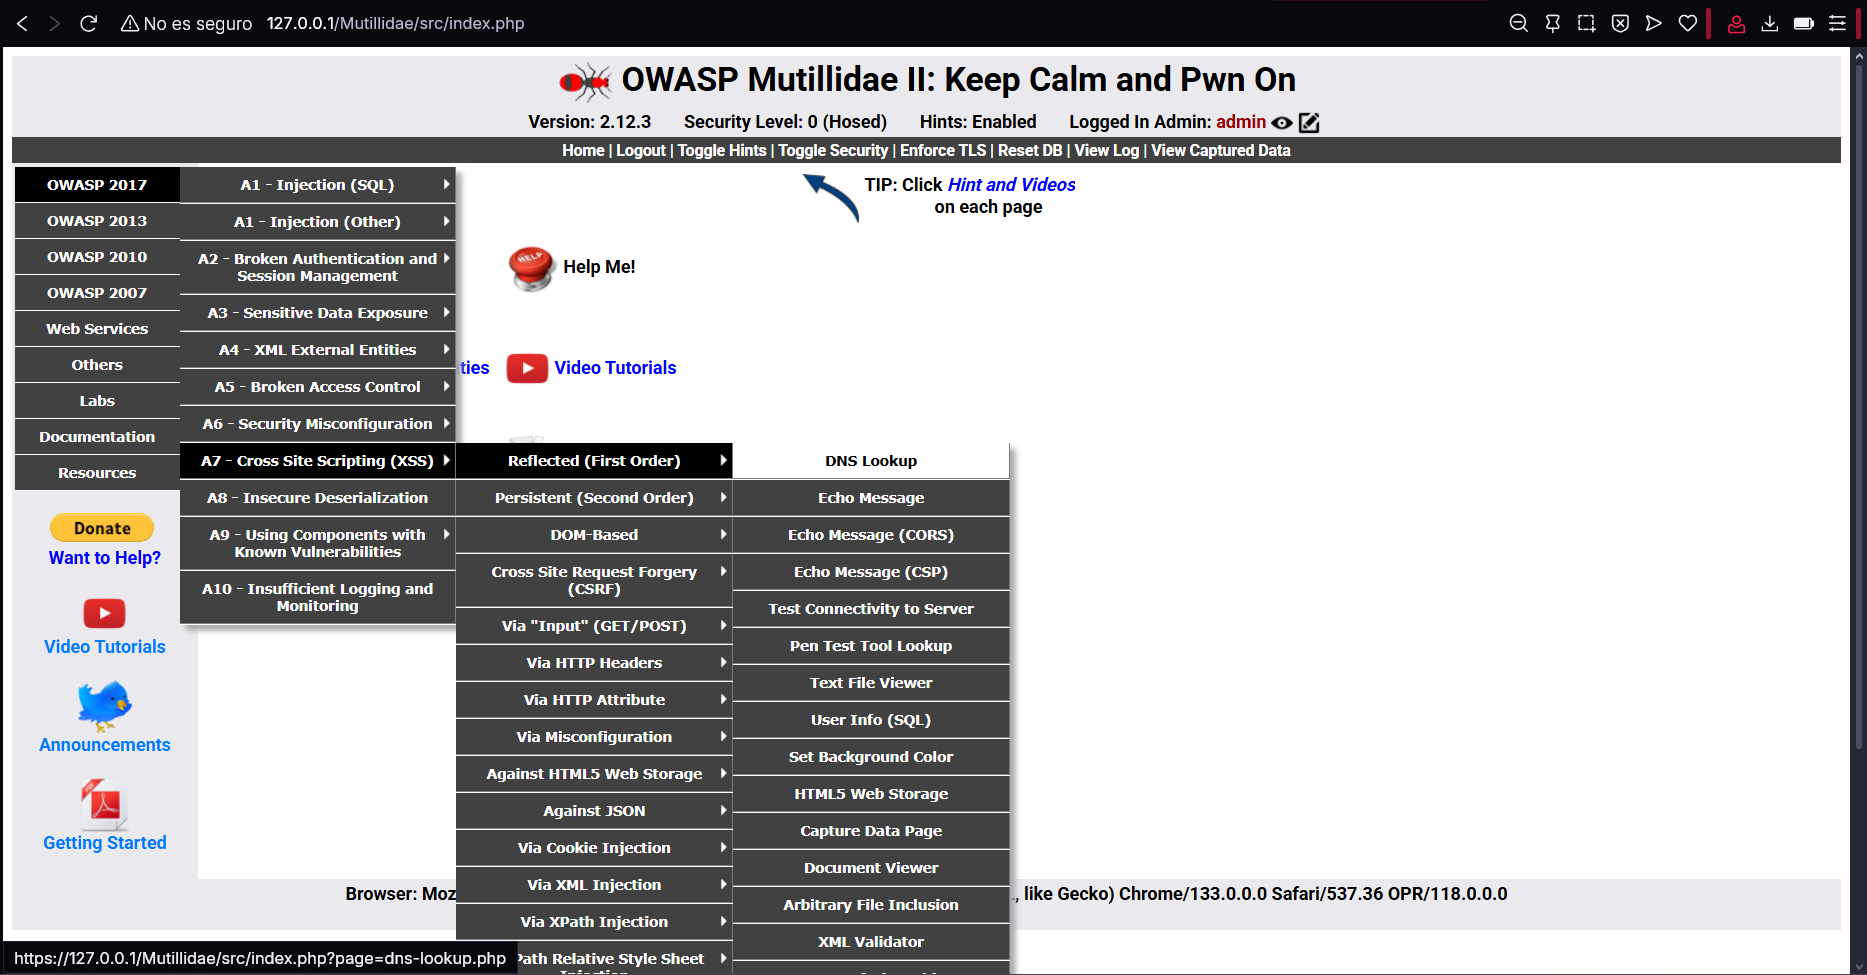 No es seguro 127.0.0.1/Mutillidae/src/index.php
OWASP Mutillidae II: Keep Calm and Pwn On
Version: 2.12.3 Security Level: 0 (Hosed) Hints: Enabled Logged In Admin: admin
Home | Logout | Toggle Hints | Toggle Security | Enforce TLS | Reset DB | View Log | View Captured Data
OWASP 2017
OWASP 2013
OWASP 2010
OWASP 2007
Web Services
Others
Labs
Documentation
Resources
Donate
Want to Help?
Video Tutorials
Announcements
PDF
Getting Started
A1 - Injection (SQL)
A1 - Injection (Other)
A2 - Broken Authentication and
Session Management
A3 - Sensitive Data Exposure
A4 - XML External Entities
A5 - Broken Access Control
A6 - Security Misconfiguration
A7 - Cross Site Scripting (XSS)
A8 - Insecure Deserialization
A9 - Using Components with
Known Vulnerabilities
A10 - Insufficient Logging and
Monitoring
TIP: Click Hint and Videos
on each page
HELP
Help Me!
ties
Video Tutorials
Reflected (First Order)
Persistent (Second Order)
DOM-Based
Cross Site Request Forgery
(CSRF)
Via "Input" (GET/POST)
Via HTTP Headers
Via HTTP Attribute
Via Misconfiguration
Against HTML5 Web Storage
Against JSON
Via Cookie Injection
Via XML Injection
Via XPath Injection
Path Relative Style Sheet
Injection
DNS Lookup
Echo Message
Echo Message (CORS)
Echo Message (CSP)
Test Connectivity to Server
Pen Test Tool Lookup
Text File Viewer
User Info (SQL)
Set Background Color
HTML5 Web Storage
Capture Data Page
Document Viewer
Arbitrary File Inclusion
XML Validator
Browser: Moz
, like Gecko) Chrome/133.0.0.0 Safari/537.36 OPR/118.0.0.0
https://127.0.0.1/Mutillidae/src/index.php?page=dns-lookup.php